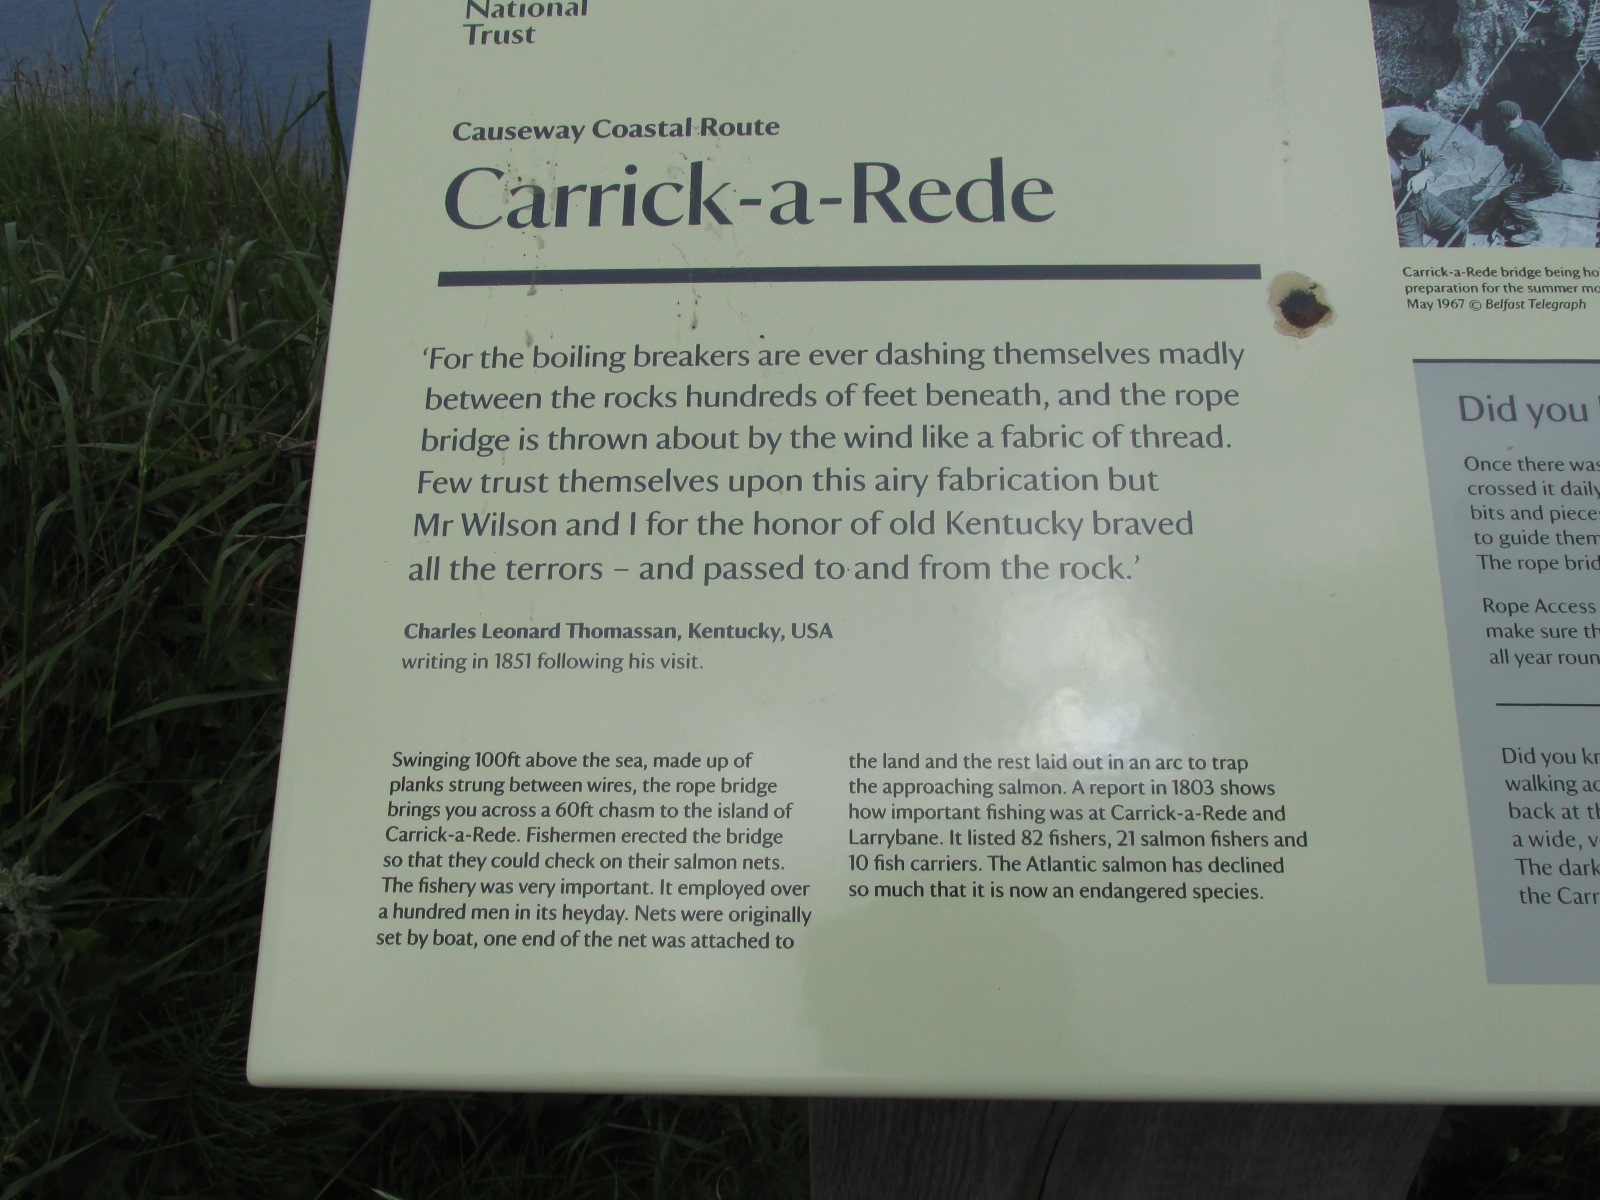 National
Trust
Causeway Coastal Route
Carrick-a-Rede
‘For the boiling breakers are ever dashing themselves madly
between the rocks hundreds of feet beneath, and the rope
bridge is thrown about by the wind like a fabric of thread.
Few trust themselves upon this airy fabrication but
Mr Wilson and I for the honor of old Kentucky braved
all the terrors – and passed to and from the rock.’
Charles Leonard Thomassan, Kentucky, USA
writing in 1851 following his visit.
Swinging 100ft above the sea, made up of
planks strung between wires, the rope bridge
brings you across a 60ft chasm to the island of
Carrick-a-Rede. Fishermen erected the bridge
so that they could check on their salmon nets.
The fishery was very important. It employed over
a hundred men in its heyday. Nets were originally
set by boat, one end of the net was attached to
the land and the rest laid out in an arc to trap
the approaching salmon. A report in 1803 shows
how important fishing was at Carrick-a-Rede and
Larrybane. It listed 82 fishers, 21 salmon fishers and
10 fish carriers. The Atlantic salmon has declined
so much that it is now an endangered species.
Carrick-a-Rede bridge being
preparation for the summer
May 1967 © Belfast Telegraph
Did you
Once there was
crossed it daily
bits and
to guide them
The rope
Rope Access
make sure
all year
Did you
walking
back at
a wide,
The dark
the